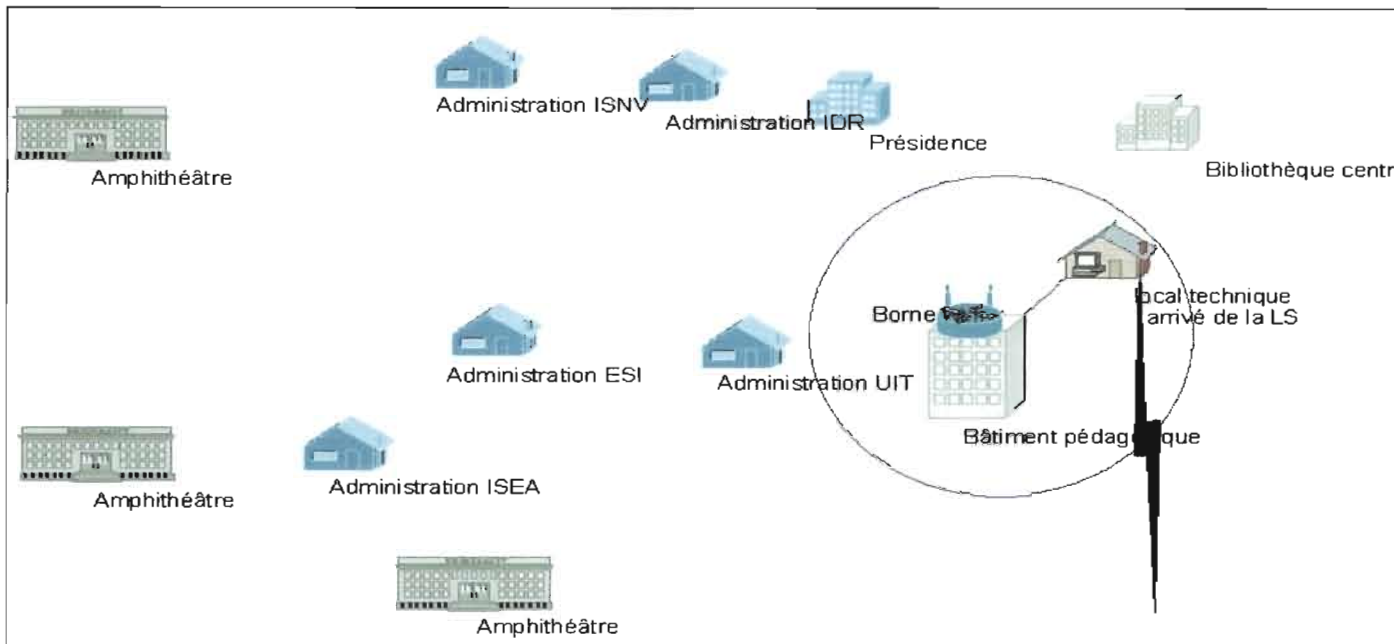 Administration ISNV
Administration IDR
Présidence
Amphithéâtre
Bibliothèque centr
local technique
arrivé de la LS
Borne
Administration ESI
Administration UIT
Bâtiment pédagogique
Amphithéâtre
Administration ISEA
Amphithéâtre